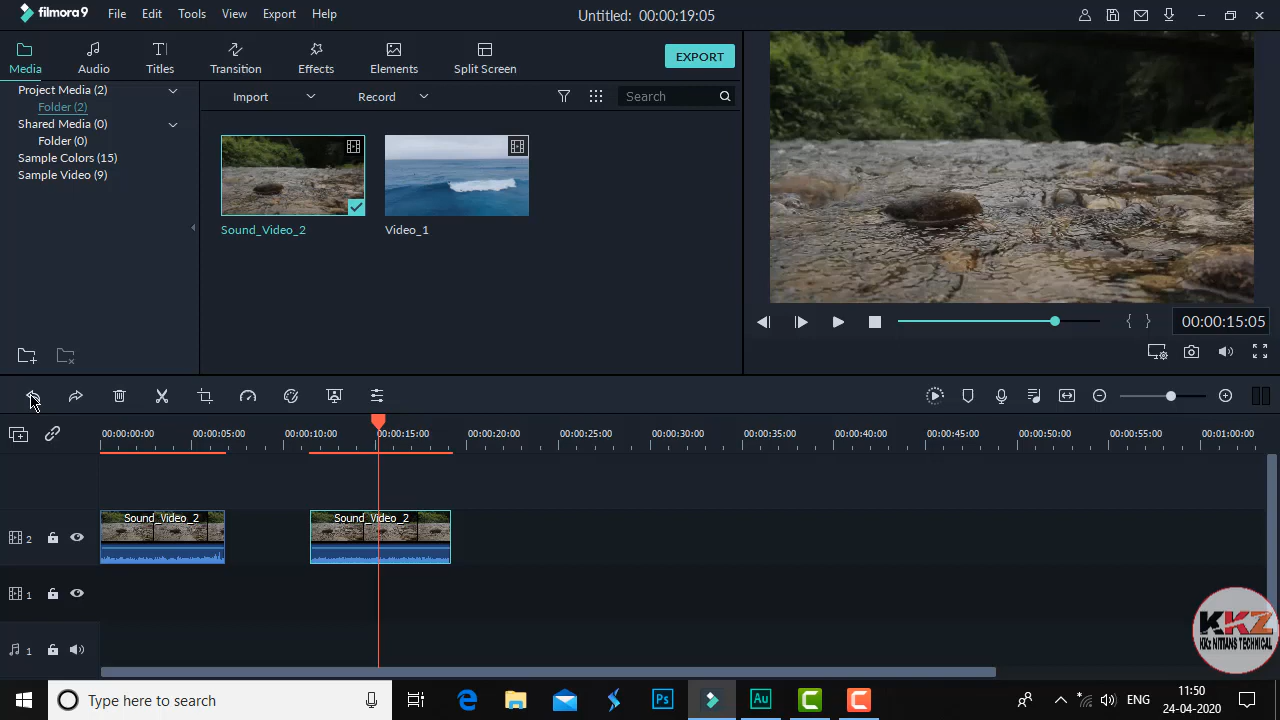 filmora9 File Edit Tools View Export Help Untitled: 00:00:19:05
Media Audio Titles Transition Effects Elements Split Screen EXPORT
Project Media (2)
Folder (2)
Shared Media (0)
Folder (0)
Sample Colors (15)
Sample Video (9)
Import Record Search
Sound_Video_2 Video_1
00:00:15:05
00:00:00:00 00:00:05:00 00:00:10:00 00:00:15:00 00:00:20:00 00:00:25:00 00:00:30:00 00:00:35:00 00:00:40:00 00:00:45:00 00:00:50:00 00:00:55:00 00:01:00:00
Sound_Video_2 Sound_Video_2
2
1
1
KKZ
KKz NITIANS TECHNICAL
Type here to search
Ps Au ENG
11:50
24-04-2020